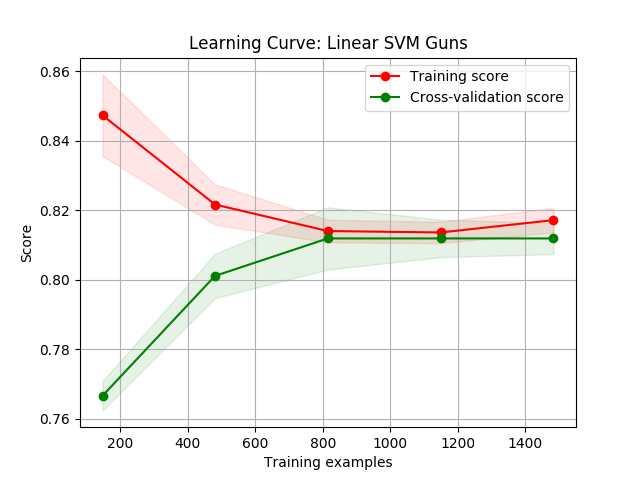 Learning Curve: Linear SVM Guns
Training score
Cross-validation score
0.86
0.84
0.82
0.80
0.78
0.76
Score
200 400 600 800 1000 1200 1400
Training examples